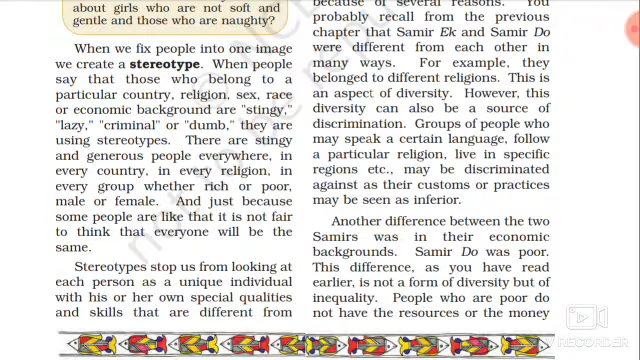 about girls who are not soft and
gentle and those who are naughty?
When we fix people into one image
we create a stereotype. When people
say that those who belong to a
particular country, religion, sex, race
or economic background are "stingy,"
"lazy," "criminal" or "dumb," they are
using stereotypes. There are stingy
and generous people everywhere, in
every country, in every religion, in
every group whether rich or poor,
male or female. And just because
some people are like that it is not fair
to think that everyone will be the
same.
Stereotypes stop us from looking at
each person as a unique individual
with his or her own special qualities
and skills that are different from
because of several reasons. You
probably recall from the previous
chapter that Samir Ek and Samir Do
were different from each other in
many ways. For example, they
belonged to different religions. This is
an aspect of diversity. However, this
diversity can also be a source of
discrimination. Groups of people who
may speak a certain language, follow
a particular religion, live in specific
regions etc., may be discriminated
against as their customs or practices
may be seen as inferior.
Another difference between the two
Samirs was in their economic
backgrounds. Samir Do was poor.
This difference, as you have read
earlier, is not a form of diversity but of
inequality. People who are poor do
not have the resources or the money
not to be
RECORDER